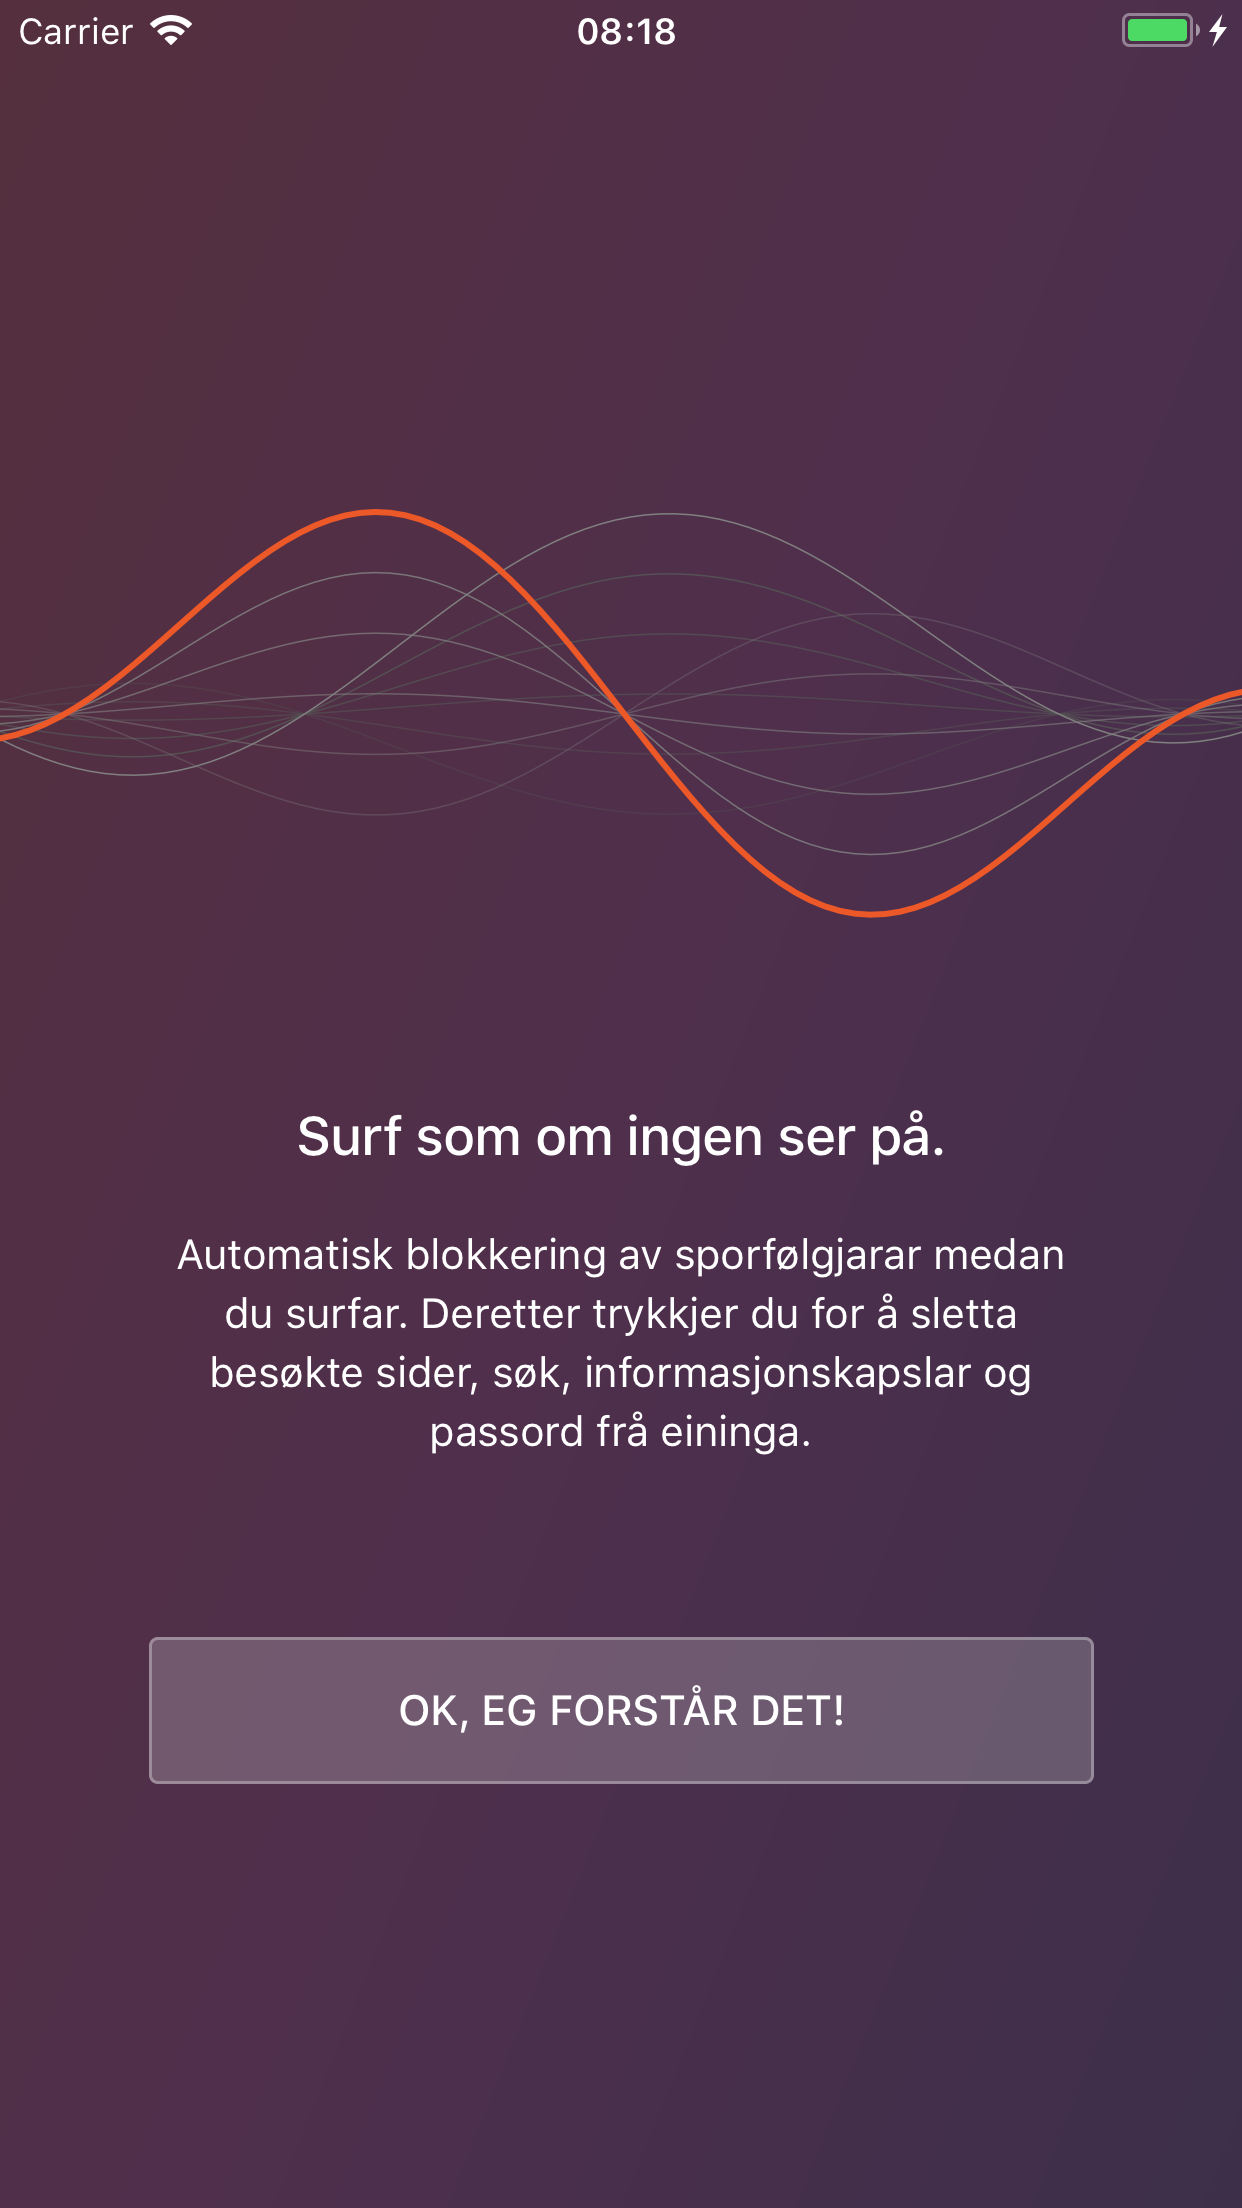 Carrier
08:18
Surf som om ingen ser på.
Automatisk blokkering av sporfølgjarar medan
du surfar. Deretter trykkjer du for å sletta
besøkte sider, søk, informasjonskapslar og
passord frå eininga.
OK, EG FORSTÅR DET!